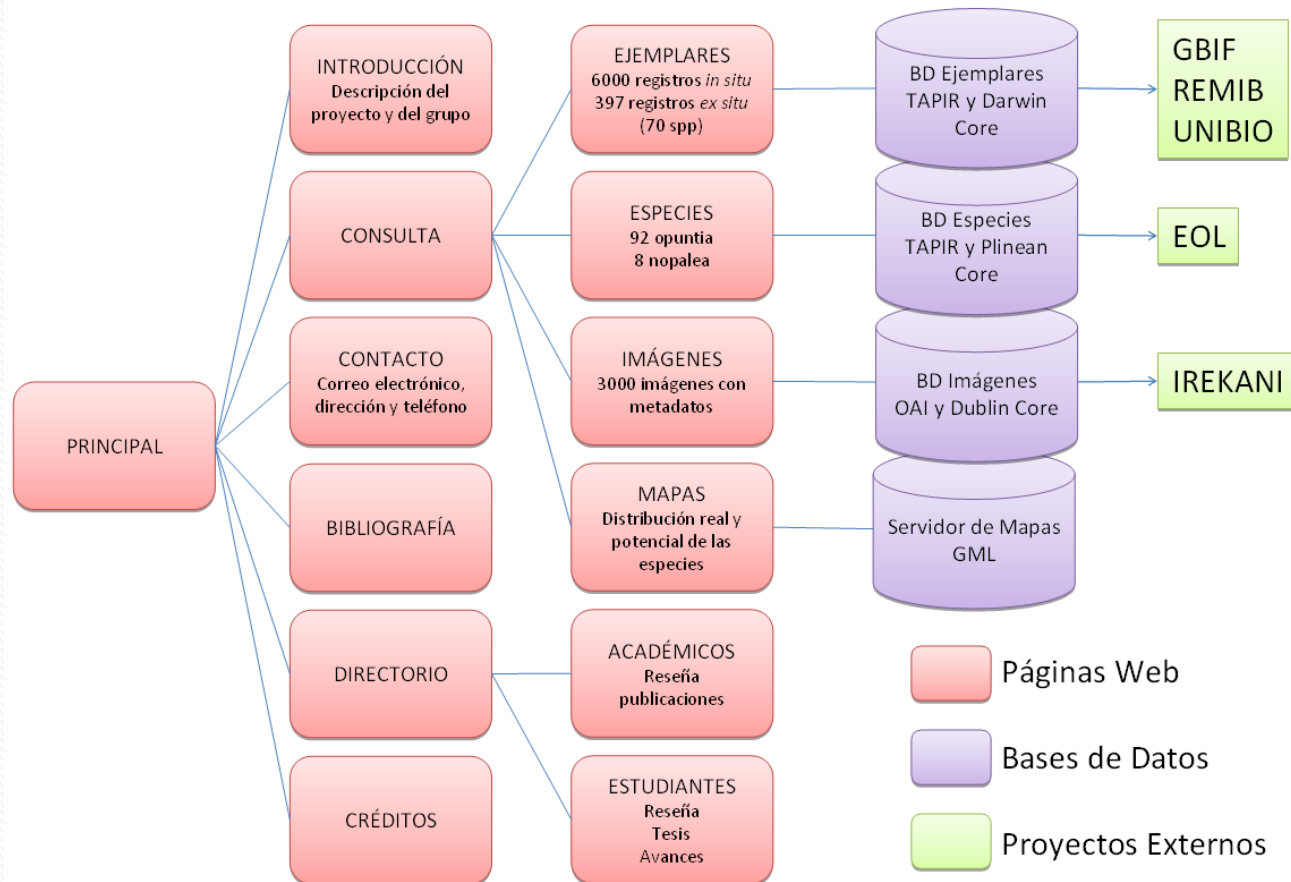 PRINCIPAL
INTRODUCCIÓN
Descripción del
proyecto y del grupo
CONSULTA
CONTACTO
Correo electrónico,
dirección y teléfono
BIBLIOGRAFÍA
DIRECTORIO
CRÉDITOS
EJEMPLARES
6000 registros in situ
397 registros ex situ
(70 spp)
ESPECIES
92 opuntia
8 nopalea
IMÁGENES
3000 imágenes con
metadatos
MAPAS
Distribución real y
potencial de las
especies
ACADÉMICOS
Reseña
publicaciones
ESTUDIANTES
Reseña
Tesis
Avances
BD Ejemplares
TAPIR y Darwin
Core
BD Especies
TAPIR y Plinean
Core
BD Imágenes
OAI y Dublin Core
Servidor de Mapas
GML
GBIF
REMIB
UNIBIO
EOL
IREKANI
Páginas Web
Bases de Datos
Proyectos Externos